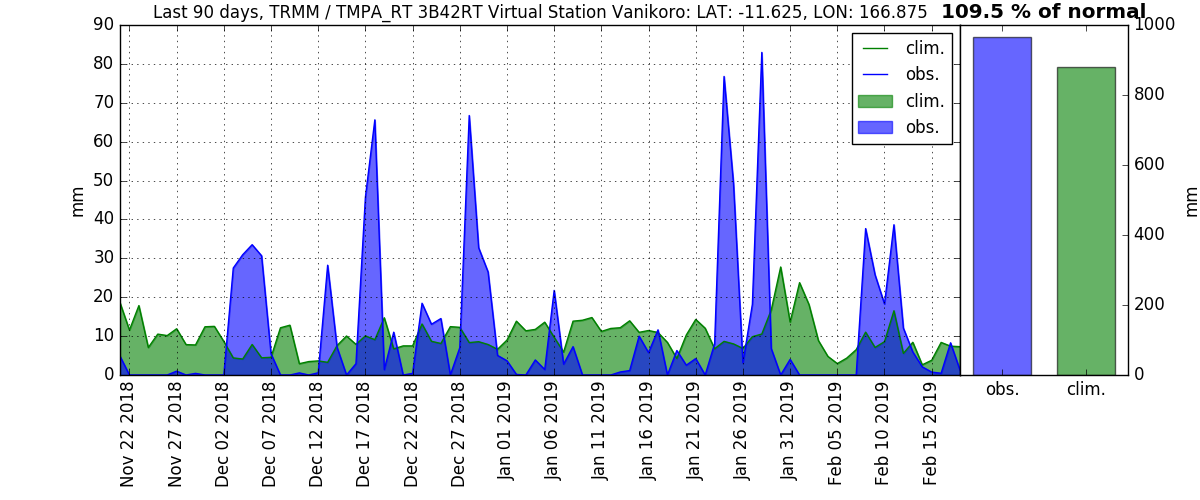 Last 90 days, TRMM / TMPA_RT 3B42RT Virtual Station Vanikoro: LAT: -11.625, LON: 166.875 109.5 % of normal
90
80
70
60
50
40
30
20
10
0
mm
clim.
obs.
clim.
obs.
Nov 22 2018
Nov 27 2018
Dec 02 2018
Dec 07 2018
Dec 12 2018
Dec 17 2018
Dec 22 2018
Dec 27 2018
Jan 01 2019
Jan 06 2019
Jan 11 2019
Jan 16 2019
Jan 21 2019
Jan 26 2019
Jan 31 2019
Feb 05 2019
Feb 10 2019
Feb 15 2019
1000
800
600
400
200
0
mm
obs. clim.